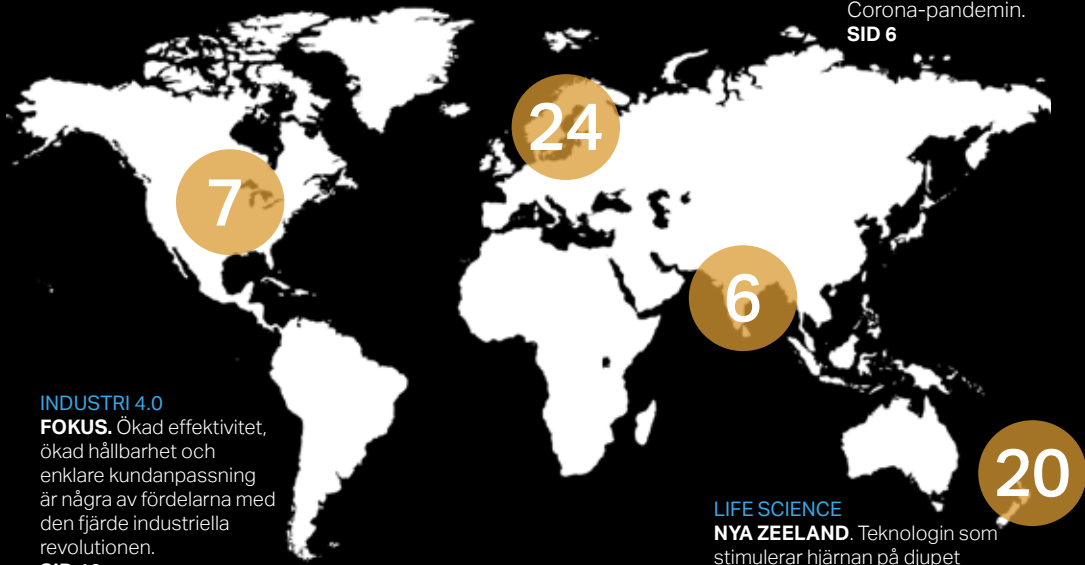 Corona-pandemin.
SID 6
24
7
6
INDUSTRI 4.0
FOKUS. Ökad effektivitet,
ökad hållbarhet och
enklare kundanpassning
är några av fördelarna med
den fjärde industriella
revolutionen.
20
LIFE SCIENCE
NYA ZEELAND. Teknologin som
stimulerar hjärnan på djupet